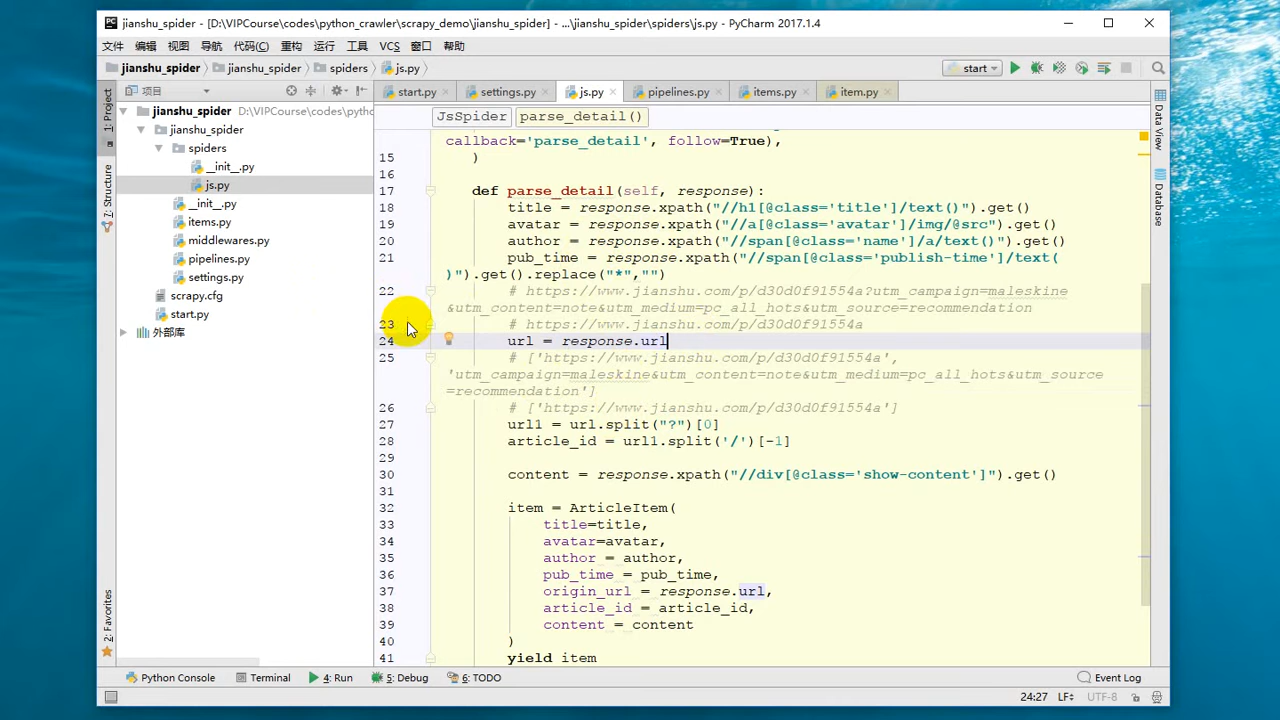 jianshu_spider - [D:\VIPCourse\codes\python_crawler\scrapy_demo\jianshu_spider] - ...\jianshu_spider\spiders\js.py - PyCharm 2017.1.4
文件 编辑 视图 导航 代码(C) 重构 运行 工具 VCS 窗口 帮助
jianshu_spider jianshu_spider spiders js.py start
项目 start.py settings.py js.py pipelines.py items.py item.py
JsSpider parse_detail()
1: Project
7: Structure
2: Favorites
jianshu_spider D:\VIPCourse\codes\pythc
jianshu_spider
spiders
__init__.py
js.py
__init__.py
items.py
middlewares.py
pipelines.py
settings.py
scrapy.cfg
start.py
外部库
callback='parse_detail', follow=True),
15 )
16
17 def parse_detail(self, response):
18 title = response.xpath("//h1[@class='title']/text()").get()
19 avatar = response.xpath("//a[@class='avatar']/img/@src").get()
20 author = response.xpath("//span[@class='name']/a/text()").get()
21 pub_time = response.xpath("//span[@class='publish-time']/text(
)").get().replace("*","")
22 # https://www.jianshu.com/p/d30d0f91554a?utm_campaign=maleskine
&utm_content=note&utm_medium=pc_all_hots&utm_source=recommendation
23 # https://www.jianshu.com/p/d30d0f91554a
24 url = response.url
25 # ['https://www.jianshu.com/p/d30d0f91554a',
'utm_campaign=maleskine&utm_content=note&utm_medium=pc_all_hots&utm_source
=recommendation']
26 # ['https://www.jianshu.com/p/d30d0f91554a']
27 url1 = url.split("?")[0]
28 article_id = url1.split('/')[-1]
29
30 content = response.xpath("//div[@class='show-content']").get()
31
32 item = ArticleItem(
33 title=title,
34 avatar=avatar,
35 author = author,
36 pub_time = pub_time,
37 origin_url = response.url,
38 article_id = article_id,
39 content = content
40 )
41 yield item
Data View
Database
Python Console Terminal 4: Run 5: Debug 6: TODO Event Log
24:27 LF÷ UTF-8